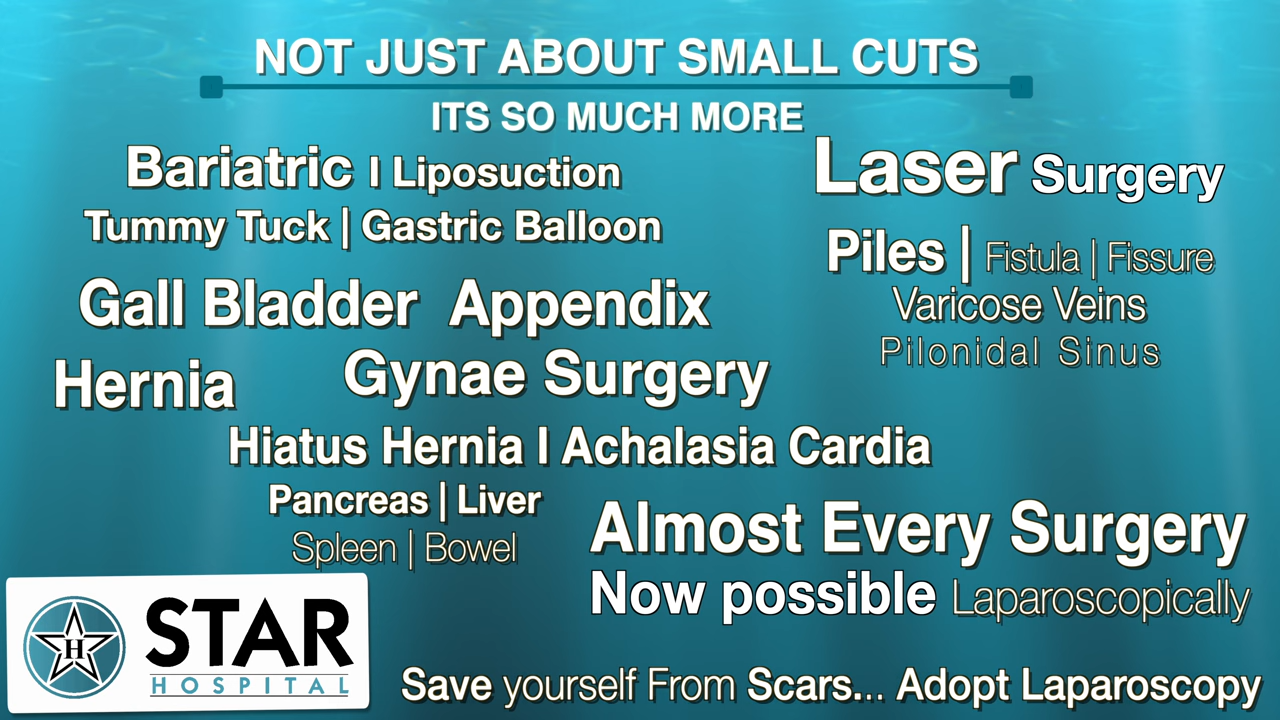 NOT JUST ABOUT SMALL CUTS
ITS SO MUCH MORE
Bariatric | Liposuction
Tummy Tuck | Gastric Balloon
Gall Bladder Appendix
Hernia Gynae Surgery
Hiatus Hernia | Achalasia Cardia
Pancreas | Liver
Spleen | Bowel
Laser Surgery
Piles | Fistula | Fissure
Varicose Veins
Pilonidal Sinus
Almost Every Surgery
Now possible Laparoscopically
H
STAR
HOSPITAL
Save yourself From Scars... Adopt Laparoscopy